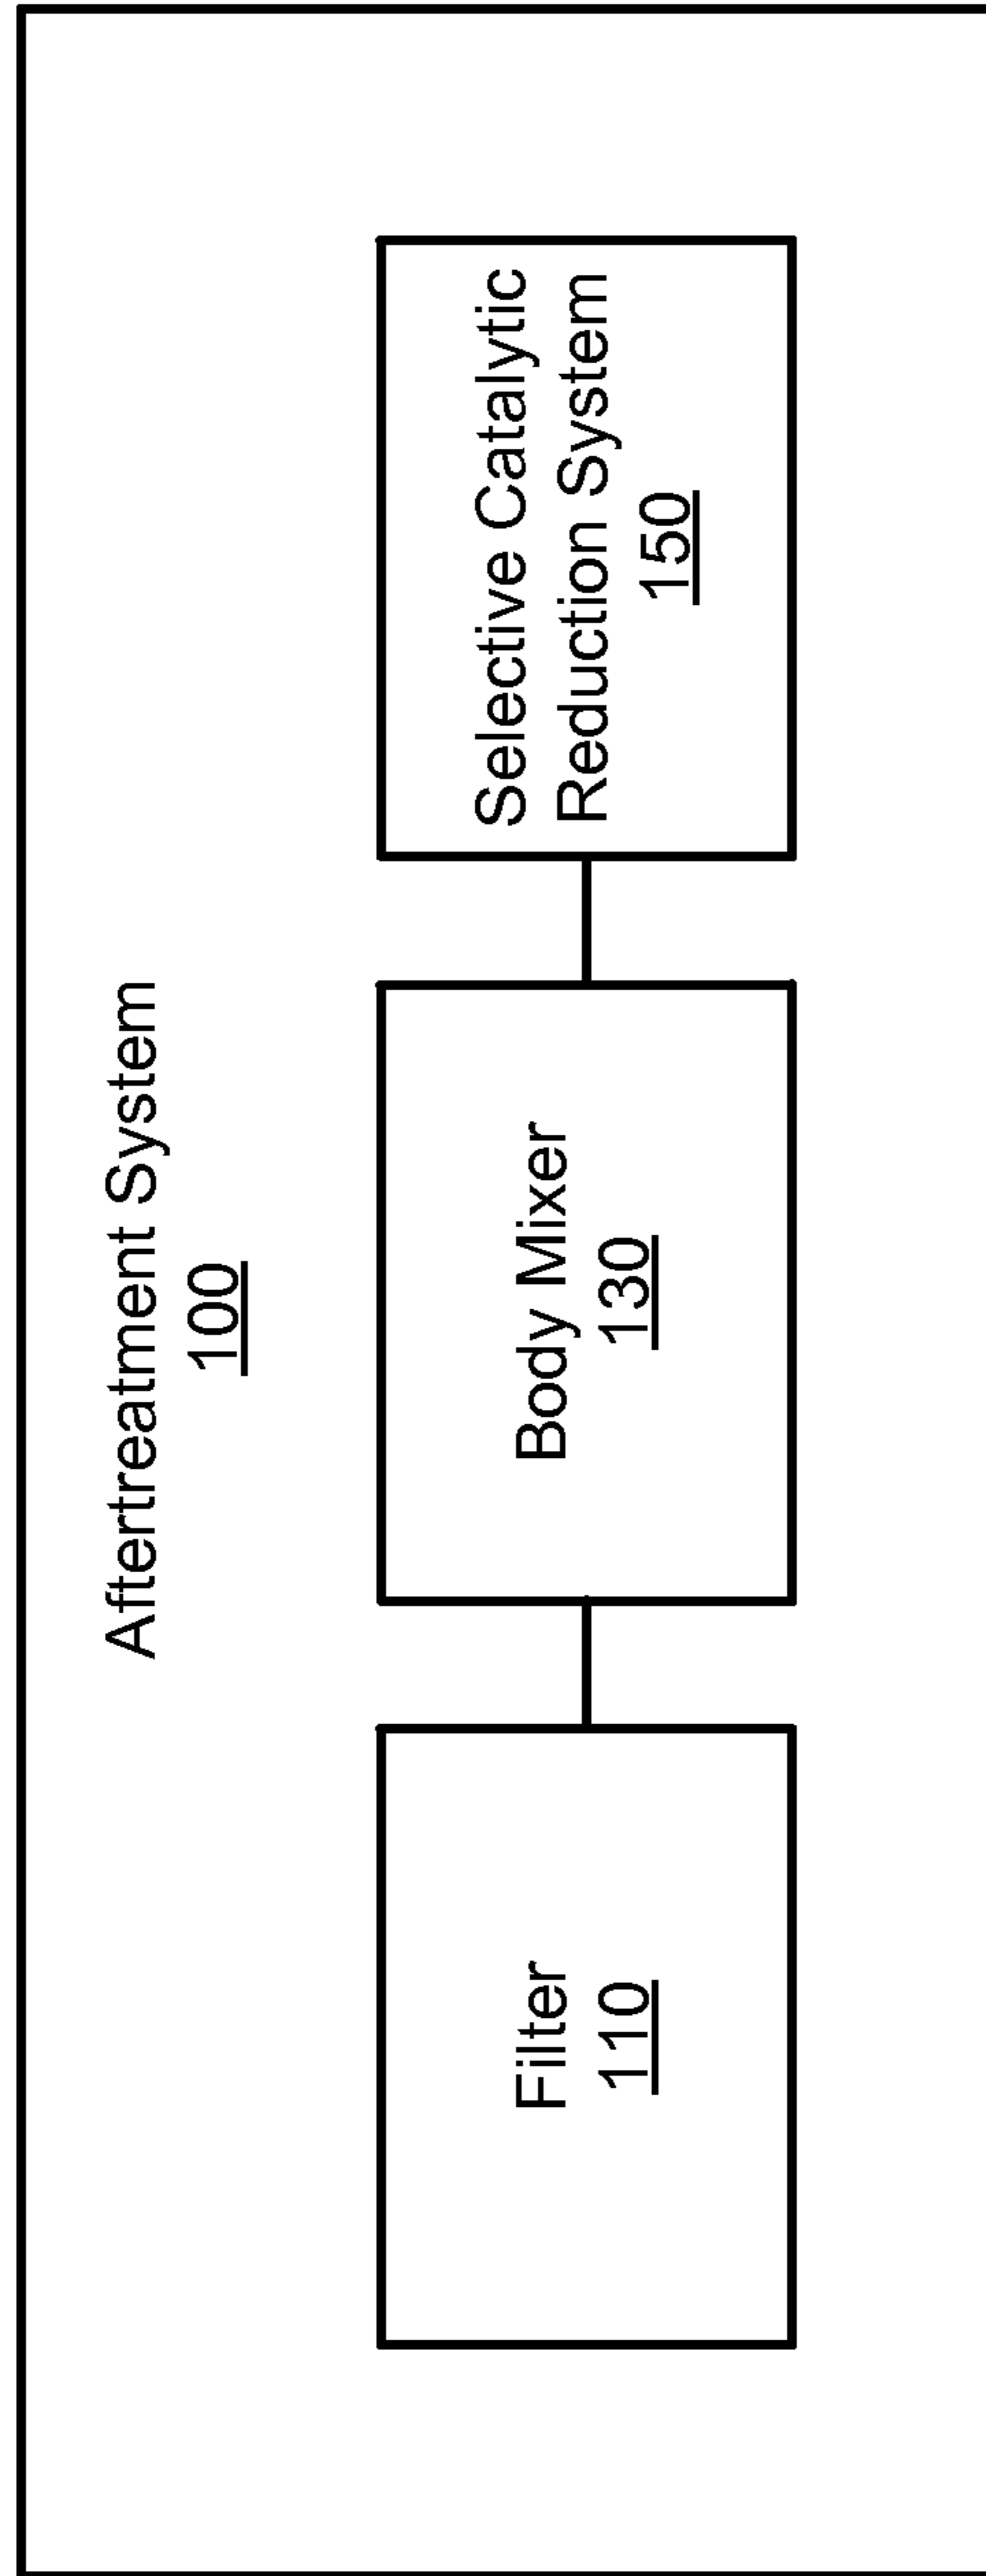 Aftertreatment System
100
Filter
110
Body Mixer
130
Selective Catalytic
Reduction System
150